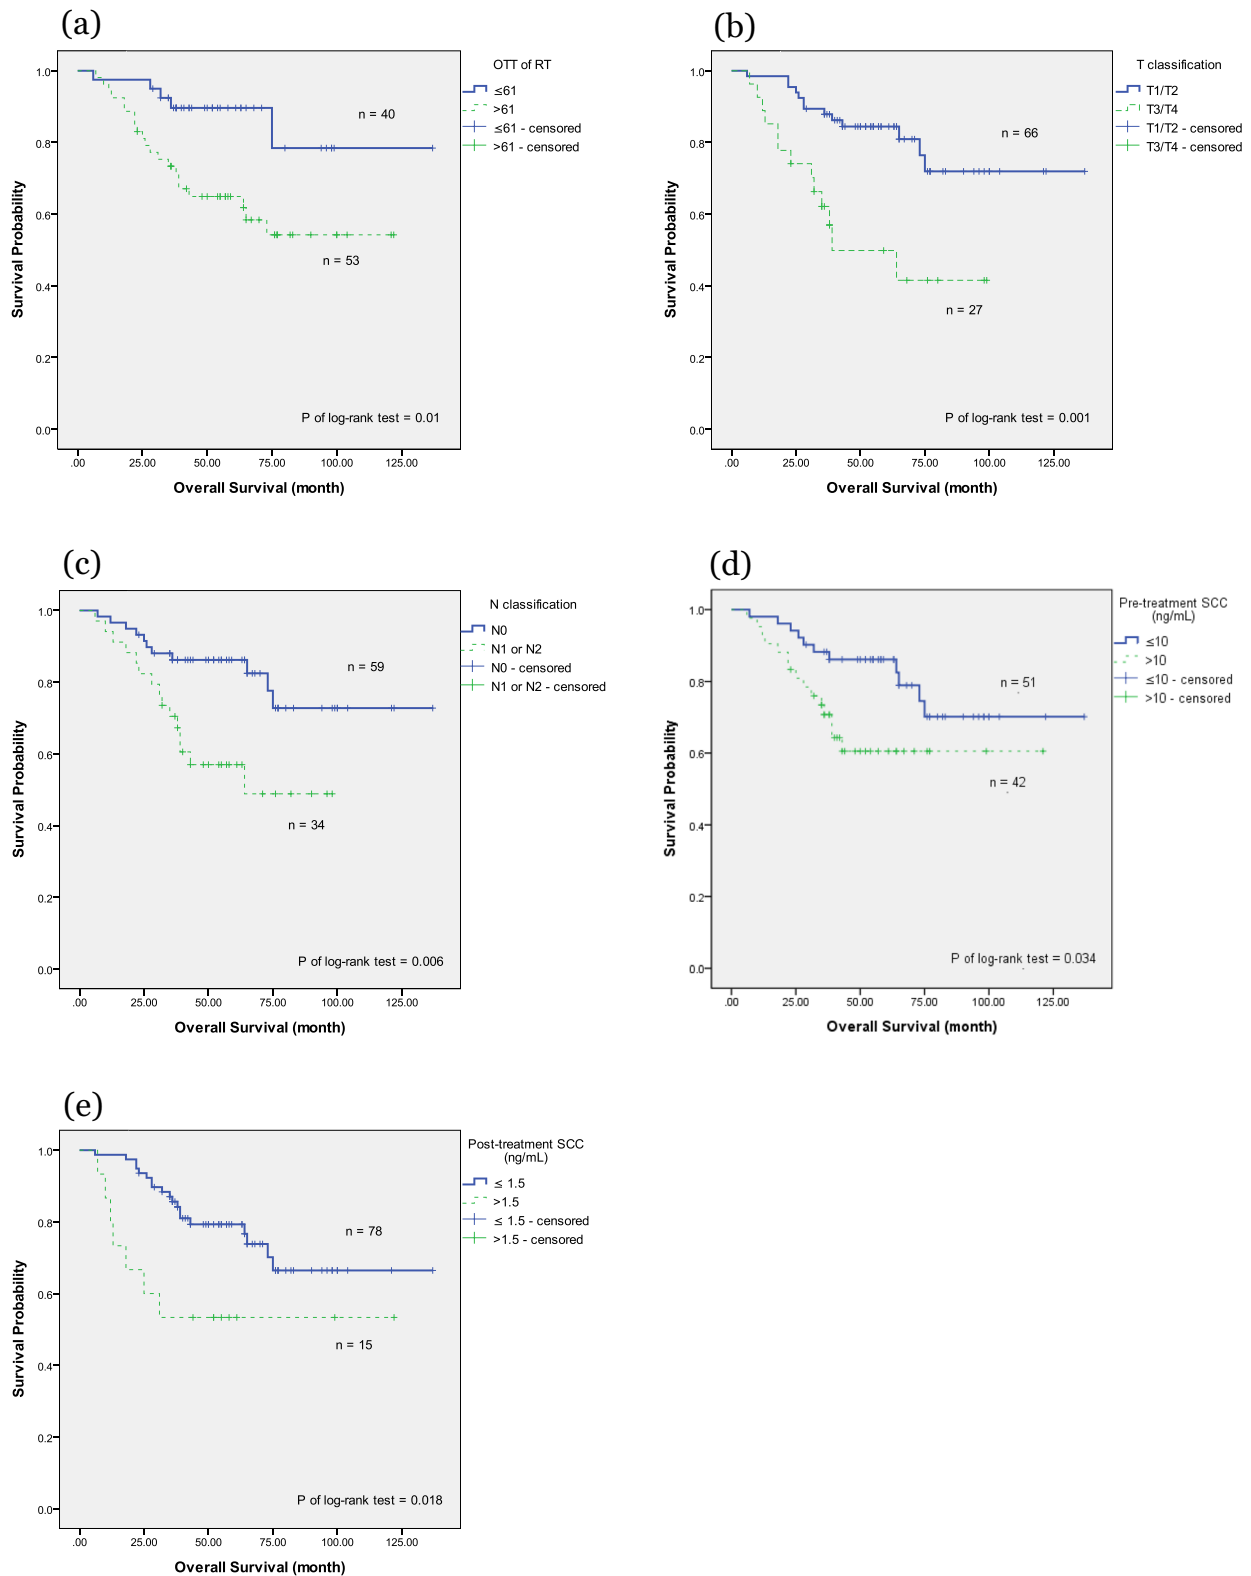 (a)
OTT of RT
≤61
>61
≤61 - censored
>61 - censored
1.0
0.8
0.6
0.4
0.2
0.0
Survival Probability
n = 40
n = 53
P of log-rank test = 0.01
.00 25.00 50.00 75.00 100.00 125.00
Overall Survival (month)
(b)
T classification
T1/T2
T3/T4
T1/T2 - censored
T3/T4 - censored
1.0
0.8
0.6
0.4
0.2
0.0
Survival Probability
n = 66
n = 27
P of log-rank test = 0.001
.00 25.00 50.00 75.00 100.00 125.00
Overall Survival (month)
(c)
N classification
N0
N1 or N2
N0 - censored
N1 or N2 - censored
1.0
0.8
0.6
0.4
0.2
0.0
Survival Probability
n = 59
n = 34
P of log-rank test = 0.006
.00 25.00 50.00 75.00 100.00 125.00
Overall Survival (month)
(d)
Pre-treatment SCC
(ng/mL)
≤10
>10
≤10 - censored
>10 - censored
1.0
0.8
0.6
0.4
0.2
0.0
Survival Probability
n = 51
n = 42
P of log-rank test = 0.034
.00 25.00 50.00 75.00 100.00 125.00
Overall Survival (month)
(e)
Post-treatment SCC
(ng/mL)
≤ 1.5
>1.5
≤ 1.5 - censored
>1.5 - censored
1.0
0.8
0.6
0.4
0.2
0.0
Survival Probability
n = 78
n = 15
P of log-rank test = 0.018
.00 25.00 50.00 75.00 100.00 125.00
Overall Survival (month)